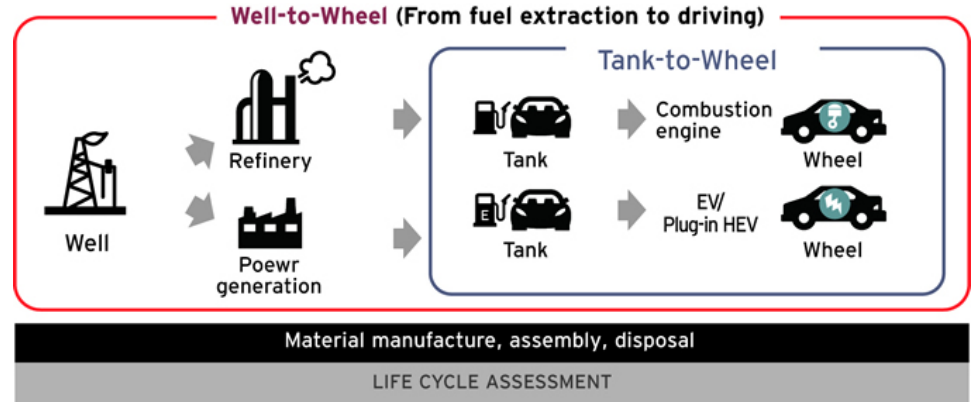 Well-to-Wheel (From fuel extraction to driving)
Tank-to-Wheel
Well
Refinery
Tank
Combustion
engine
Wheel
Poewr
generation
E
Tank
EV/
Plug-in HEV
Wheel
Material manufacture, assembly, disposal
LIFE CYCLE ASSESSMENT